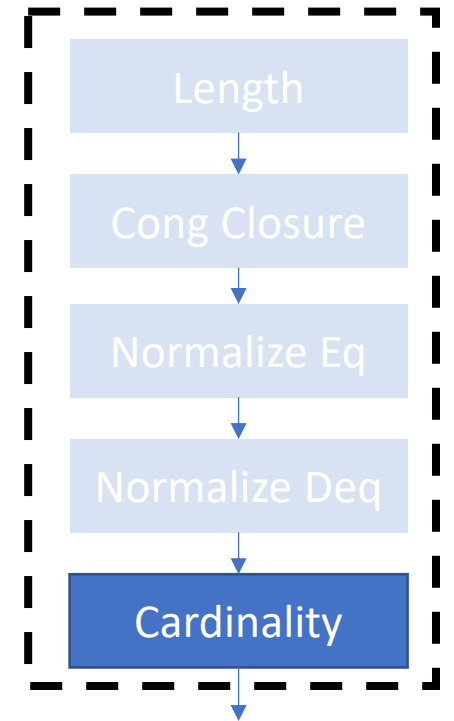 Length
Cong Closure
Normalize Eq
Normalize Deq
Cardinality